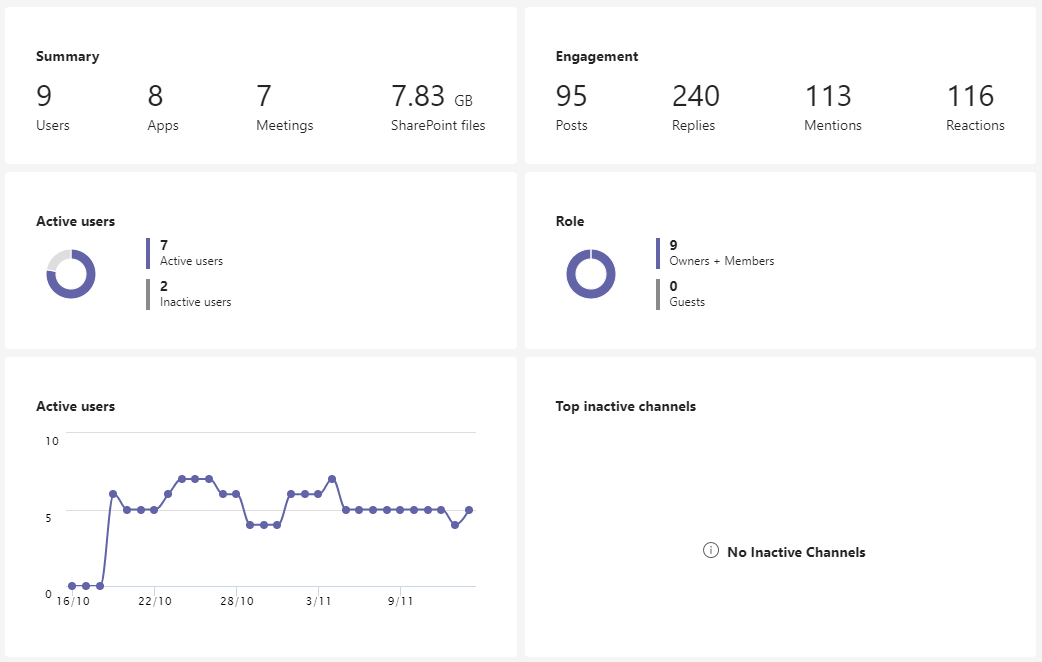 Summary
9
8
7
7.83 GB
Users
Apps
Meetings
SharePoint files
Engagement
95
240
113
116
Posts
Replies
Mentions
Reactions
Active users
7
Active users
2
Inactive users
Role
9
Owners + Members
0
Guests
Active users
10
5
0
16/10
22/10
28/10
3/11
9/11
Top inactive channels
No Inactive Channels